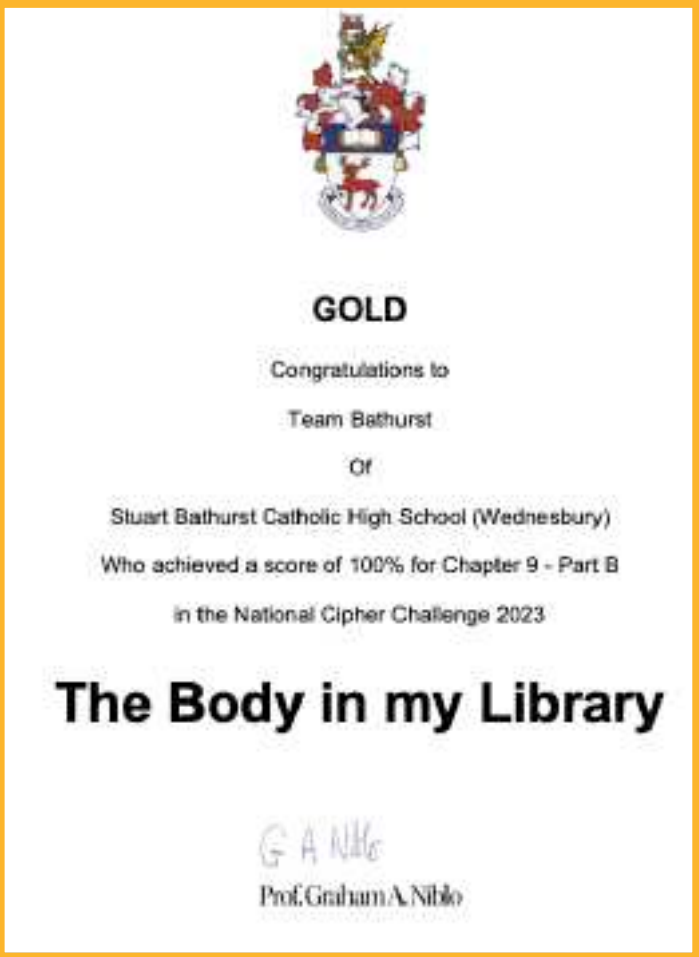 GOLD
Congratulations to
Team Bathurst
Of
Stuart Bathurst Catholic High School (Wednesbury)
Who achieved a score of 100% for Chapter 9 - Part B
in the National Cipher Challenge 2023
The Body in my Library
G A Niblo
Prof. Graham A. Niblo